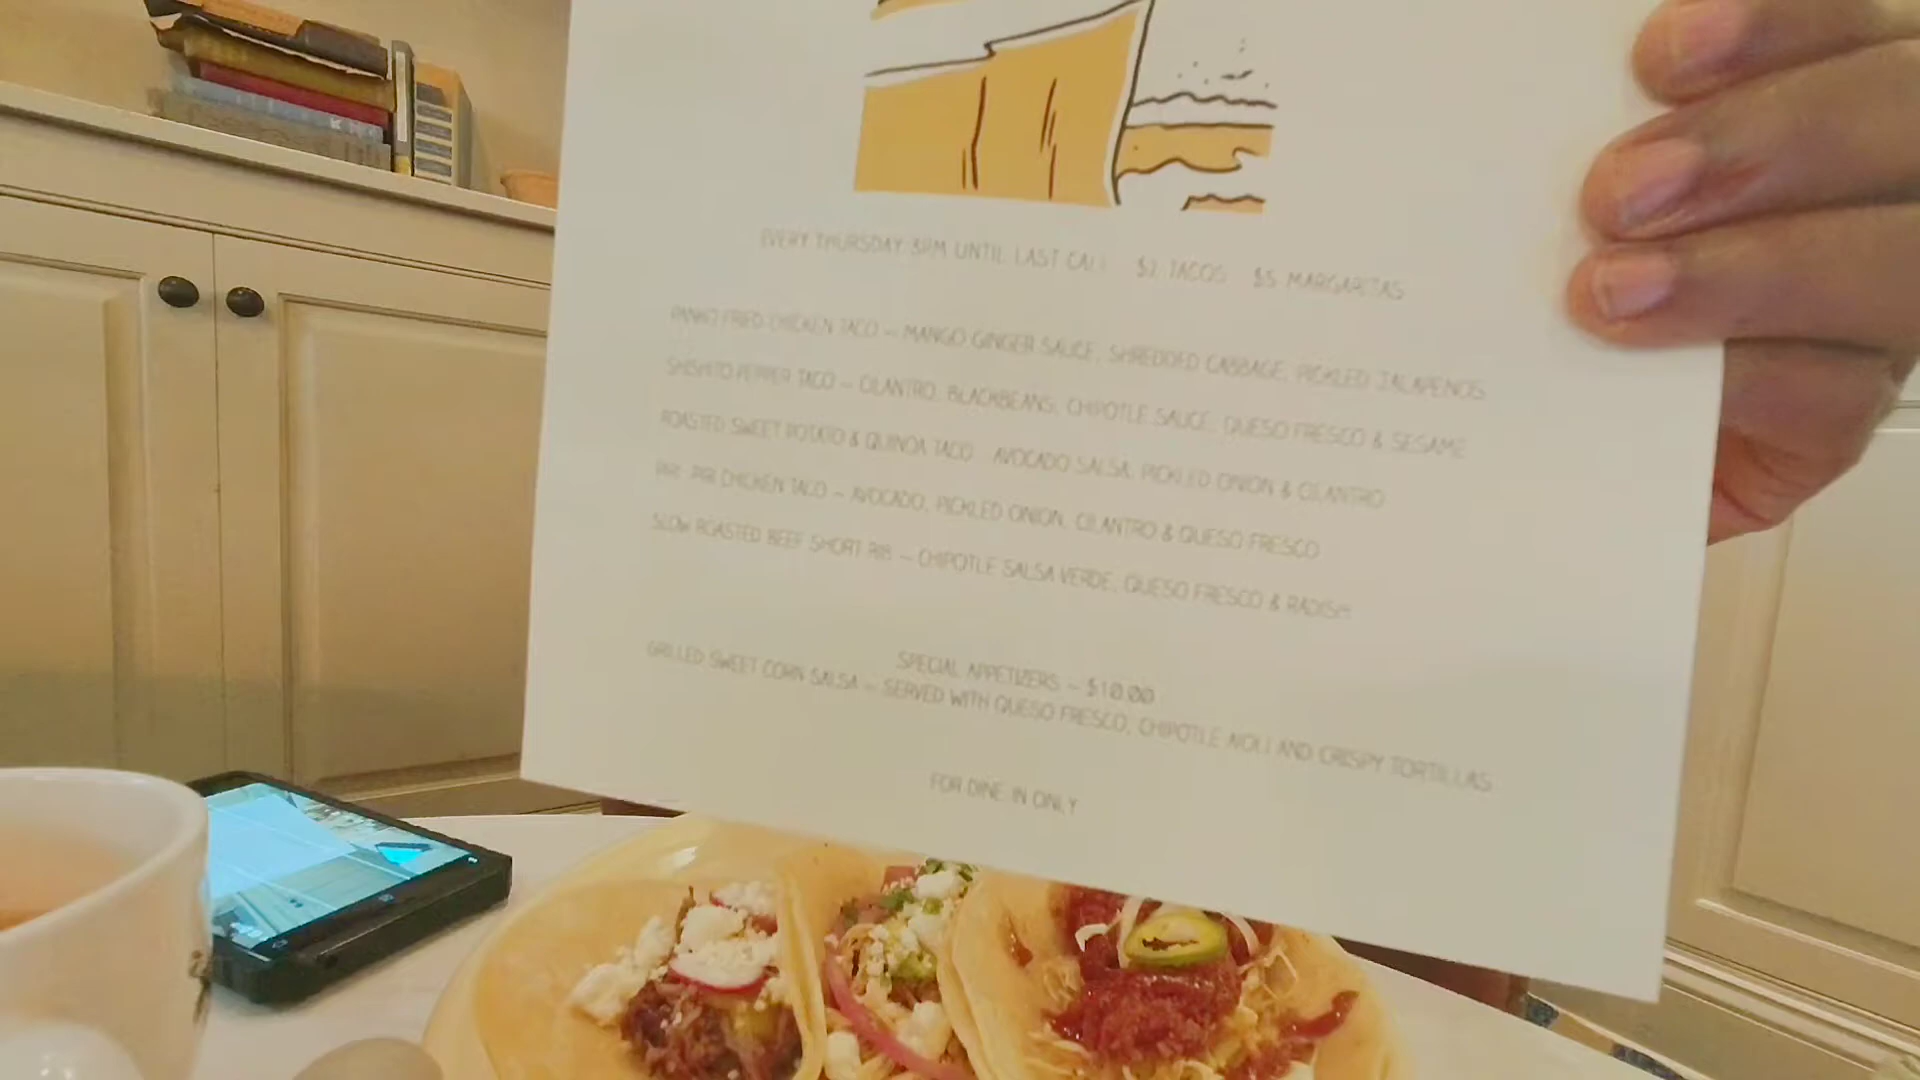 EVERY THURSDAY 3PM UNTIL LAST CALL $2 TACOS $5 MARGARITAS
PANKO FRIED CHICKEN TACO – MANGO GINGER SAUCE, SHREDDED CABBAGE, PICKLED JALAPENOS
SHISHITO PEPPER TACO – CILANTRO, BLACKBEANS, CHIPOTLE SAUCE, QUESO FRESCO & SESAME
ROASTED SWEET POTATO & QUINOA TACO AVOCADO SALSA, PICKLED ONION & CILANTRO
PIRI PIRI CHICKEN TACO – AVOCADO, PICKLED ONION, CILANTRO & QUESO FRESCO
SLOW ROASTED BEEF SHORT RIB – CHIPOTLE SALSA VERDE, QUESO FRESCO & RADISH
SPECIAL APPETIZERS – $10.00
GRILLED SWEET CORN SALSA – SERVED WITH QUESO FRESCO, CHIPOTLE AIOLI AND CRISPY TORTILLAS
FOR DINE IN ONLY